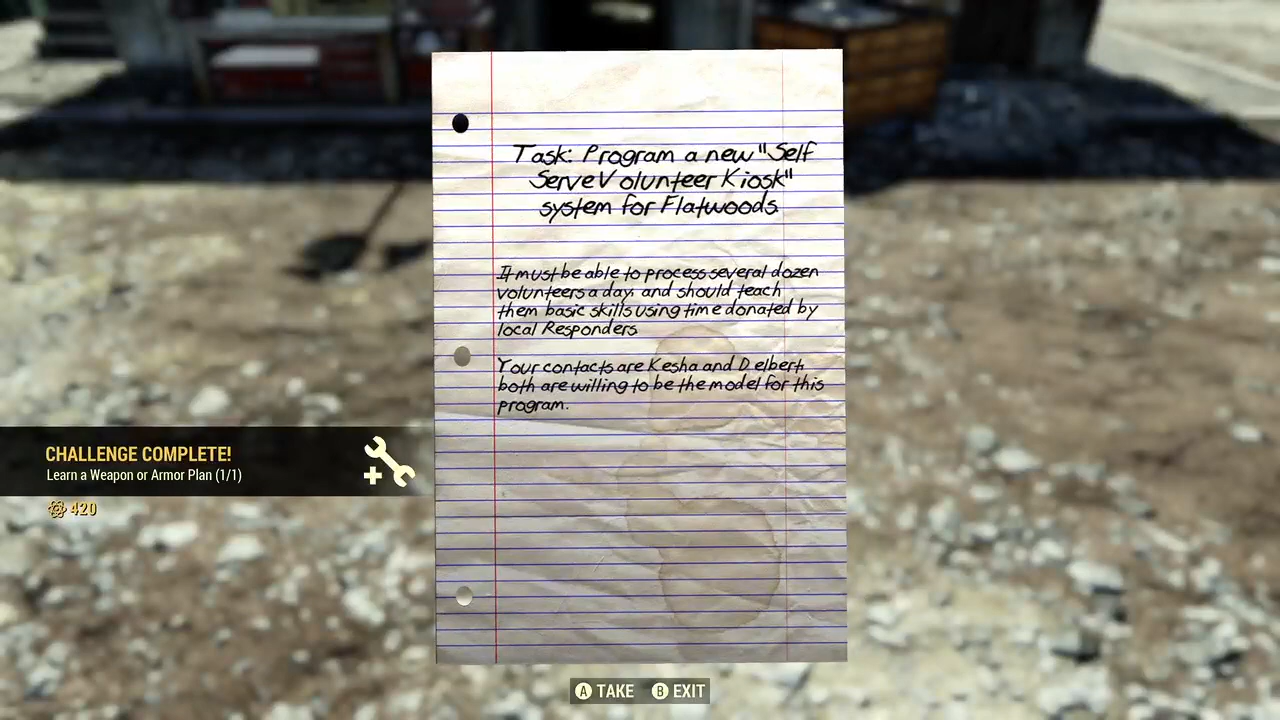 Task: Program a new "Self
Serve Volunteer Kiosk"
system for Flatwoods.
It must be able to process several dozen
volunteers a day, and should teach
them basic skills using time donated by
local Responders.
Your contacts are Kesha and Delbert,
both are willing to be the model for this
program.
CHALLENGE COMPLETE!
Learn a Weapon or Armor Plan (1/1)
420
A TAKE B EXIT